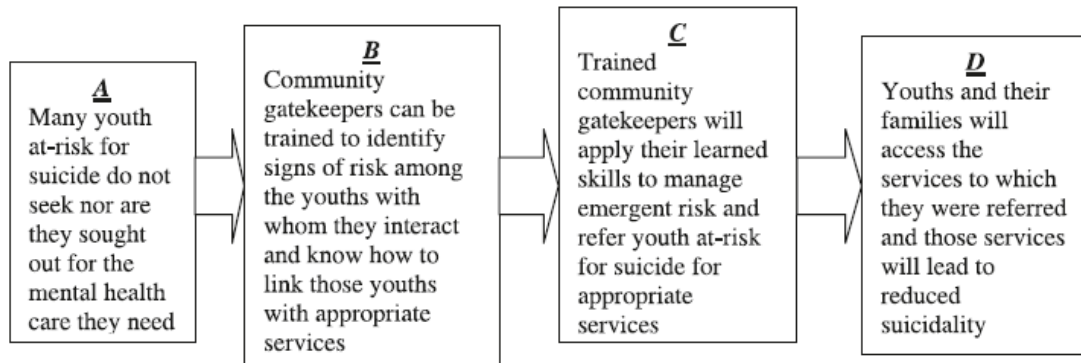 A
Many youth
at-risk for
suicide do not
seek nor are
they sought
out for the
mental health
care they need
B
Community
gatekeepers can be
trained to identify
signs of risk among
the youths with
whom they interact
and know how to
link those youths
with appropriate
services
C
Trained
community
gatekeepers will
apply their learned
skills to manage
emergent risk and
refer youth at-risk
for suicide for
appropriate
services
D
Youths and their
families will
access the
services to which
they were referred
and those services
will lead to
reduced
suicidality